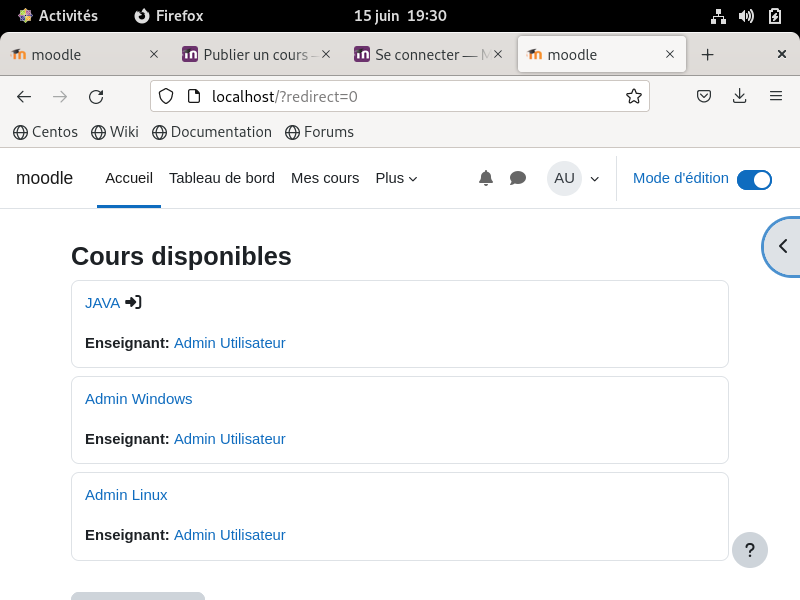 Activités Firefox 15 juin 19:30
moodle Publier un cours – Se connecter — M moodle
localhost/?redirect=0
Centos Wiki Documentation Forums
moodle Accueil Tableau de bord Mes cours Plus AU Mode d'édition
Cours disponibles
JAVA
Enseignant: Admin Utilisateur
Admin Windows
Enseignant: Admin Utilisateur
Admin Linux
Enseignant: Admin Utilisateur
?